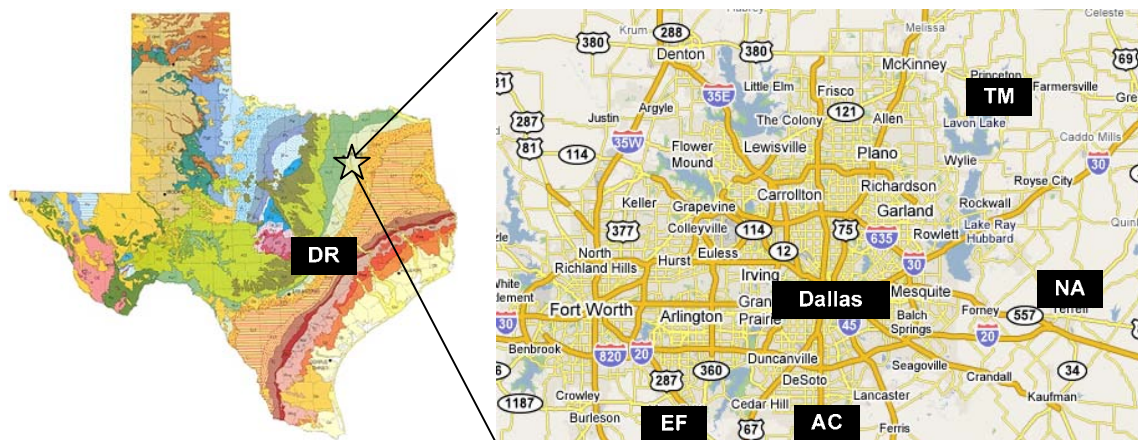 Krum
Melissa
Celeste
380
288
380
69
Denton
McKinney
Little Elm
Princeton
TM
Farmersville
35E
Frisco
Argyle
The Colony
121
Allen
Lavon Lake
Justin
287
35W
81
Caddo Mills
114
Flower
Mound
Lewisville
Plano
Wylie
30
Carrollton
Richardson
Royse City
Keller
Grapevine
Garland
Rockwall
377
Colleyville
114
75
635
Rowlett
Lake Ray
Hubbard
12
North
Richland Hills
Hurst
Euless
Irving
30
DR
White
Dallas
Mesquite
NA
Fort Worth
Arlington
Prairie
45
Balch
Springs
Forney
557
Terrell
30
20
Benbrook
820
20
Duncanville
Seagoville
360
DeSoto
Crandall
34
287
1187
Crowley
Cedar Hill
Lancaster
Kaufman
Burleson
EF
67
AC
Ferris